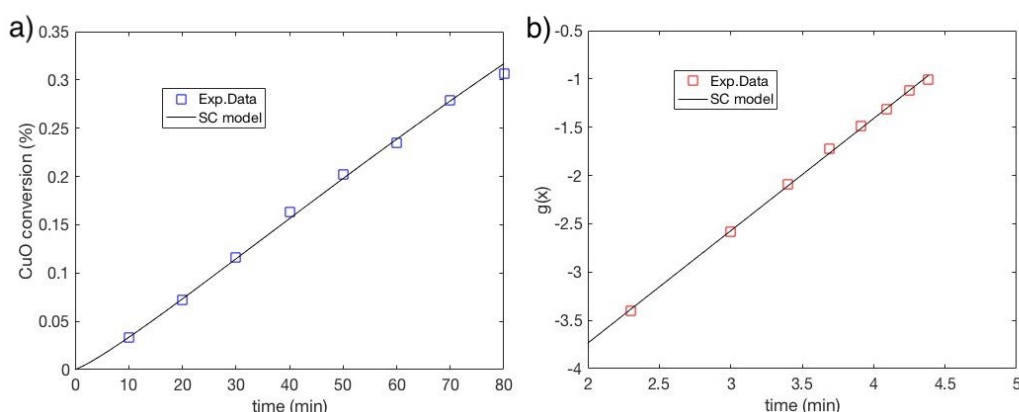 a)
CuO conversion (%)
0.35
0.3
0.25
0.2
0.15
0.1
0.05
0
Exp.Data
SC model
0 10 20 30 40 50 60 70 80
time (min)
b)
g(x)
-0.5
-1
-1.5
-2
-2.5
-3
-3.5
-4
Exp.Data
SC model
2 2.5 3 3.5 4 4.5 5
time (min)